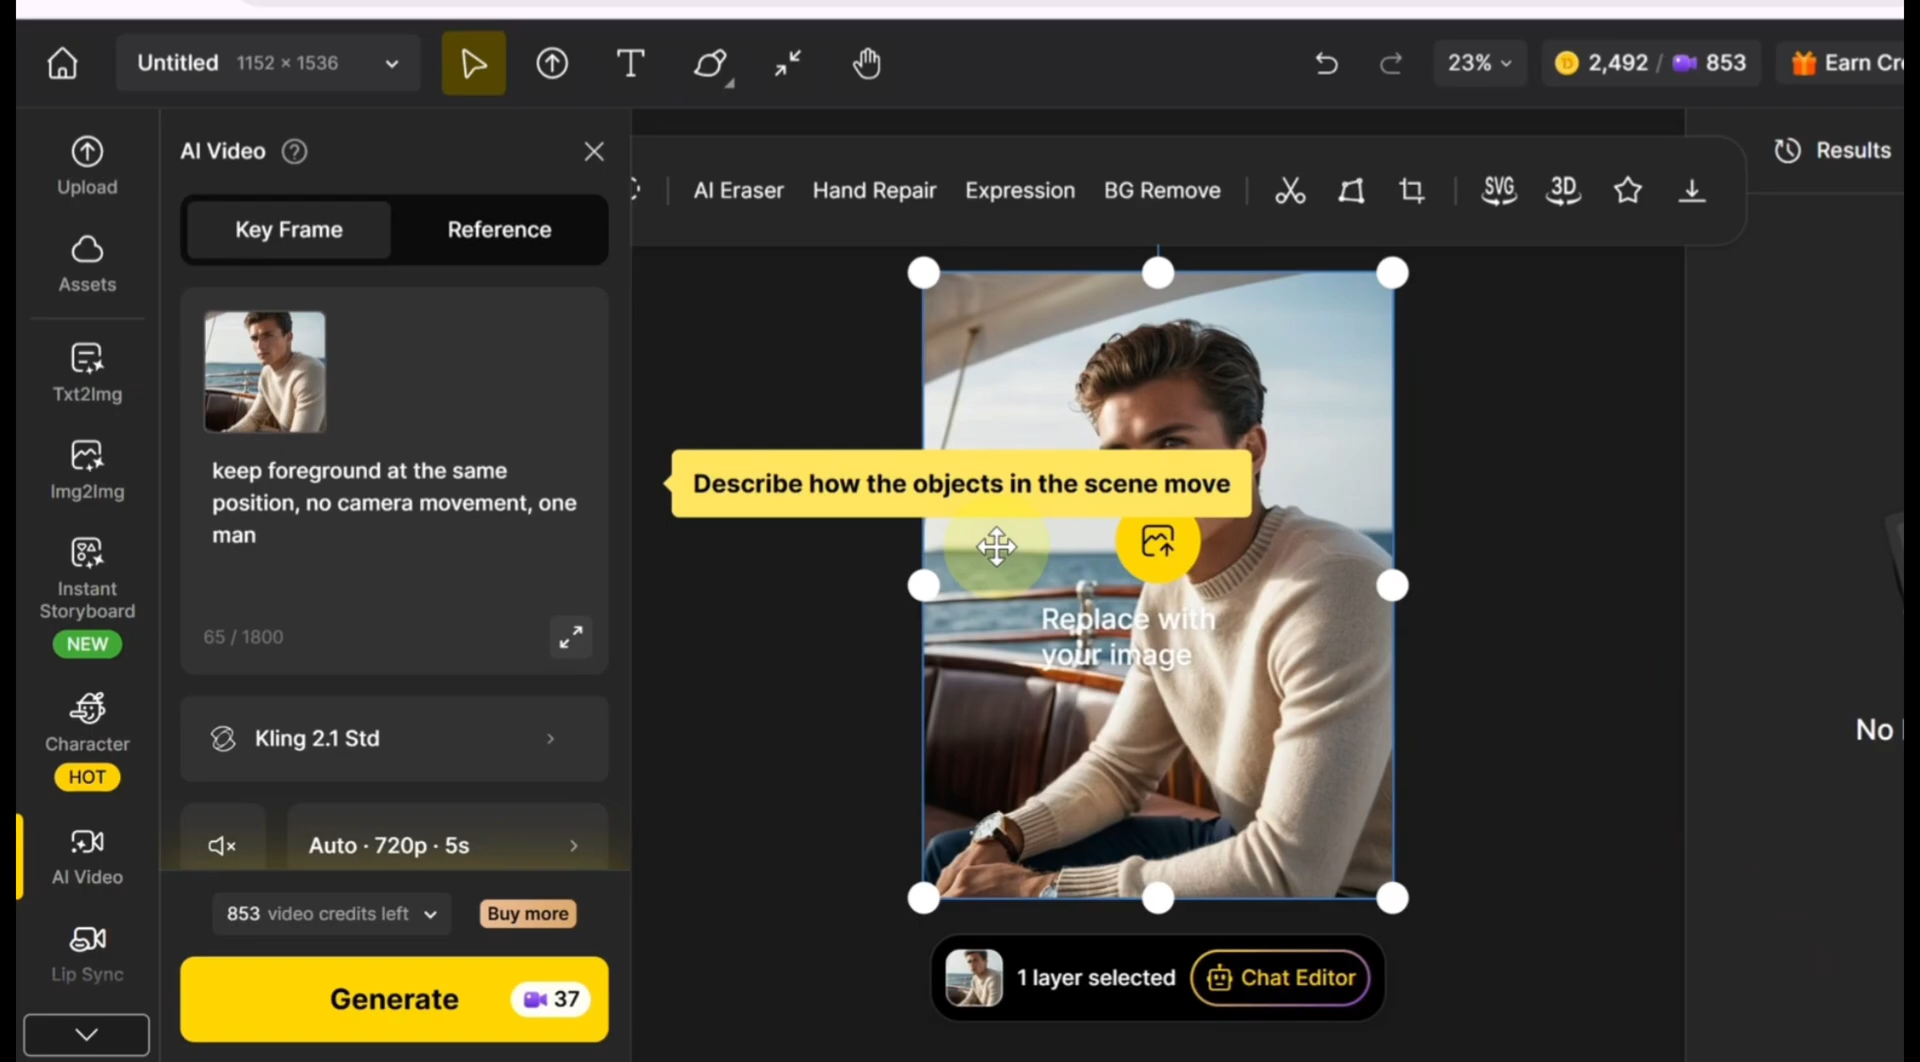 Untitled 1152 × 1536
23%
2,492 / 853
Earn Cre
Upload
Assets
Txt2Img
Img2Img
Instant
Storyboard
NEW
Character
HOT
AI Video
Lip Sync
AI Video
Key Frame
Reference
keep foreground at the same
position, no camera movement, one
man
65 / 1800
Kling 2.1 Std
Auto · 720p · 5s
853 video credits left
Buy more
Generate 37
AI Eraser
Hand Repair
Expression
BG Remove
SVG
3D
Describe how the objects in the scene move
Replace with
your image
1 layer selected
Chat Editor
Results
No